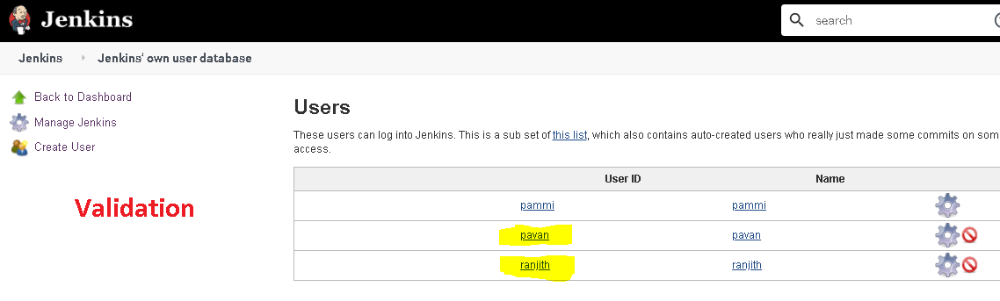 Jenkins
search
Jenkins Jenkins' own user database
Back to Dashboard
Manage Jenkins
Create User
Validation
Users
These users can log into Jenkins. This is a sub set of this list, which also contains auto-created users who really just made some commits on som
access.
User ID Name
pammi pammi
pavan pavan
ranjith ranjith